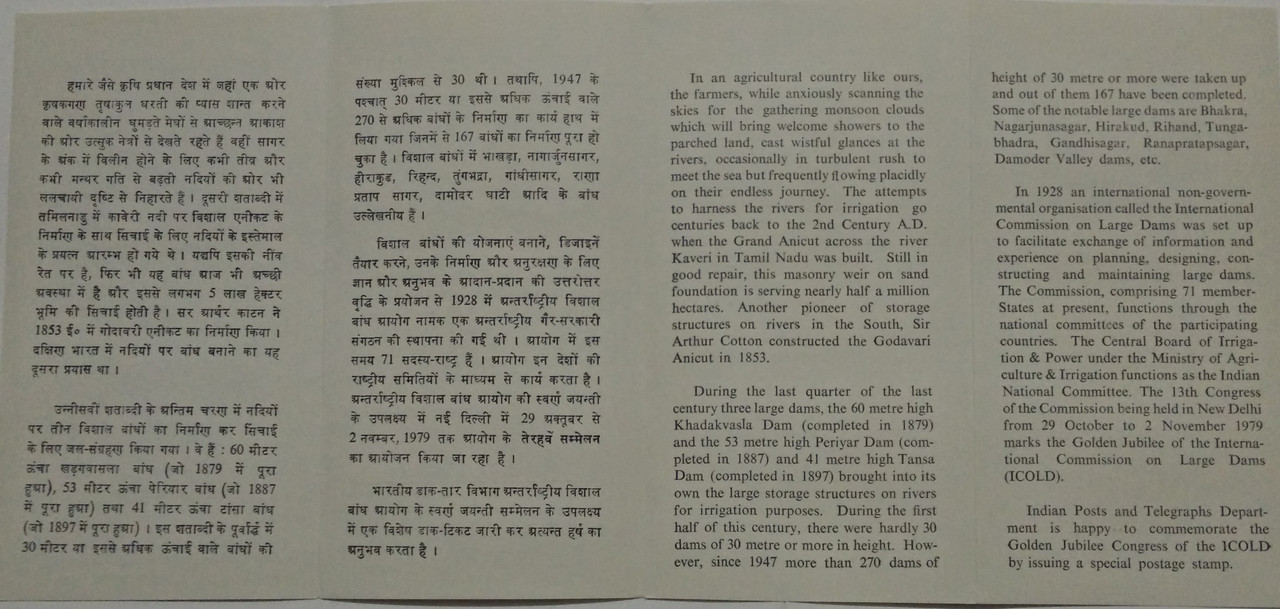 हमारे जैसे कृषि प्रधान देश में जहां एक ओर
कृषकगण तृषाकुल धरती की प्यास शान्त करने
वाले वर्षाकालीन घुमड़ते मेघों से आच्छन्त आकाश
की ओर उत्सुक नेत्रों से देखते रहते हैं वहीं सागर
के अंक में विलीन होने के लिए कभी तीव्र और
कभी मन्थर गति से बढ़ती नदियों की ओर भी
ललचायी दृष्टि से निहारते हैं । दूसरी शताब्दी में
तमिलनाडु में कावेरी नदी पर विशाल एनीकट के
निर्माण के साथ सिंचाई के लिए नदियों के इस्तेमाल
के प्रयत्न आरम्भ हो गये थे । यद्यपि इसकी नींव
रेत पर है, फिर भी यह बांध आज भी अच्छी
अवस्था में है और इससे लगभग 5 लाख हेक्टर
भूमि की सिंचाई होती है । सर आर्थर काटन ने
1853 ई० में गोदावरी एनीकट का निर्माण किया ।
दक्षिण भारत में नदियों पर बांध बनाने का यह
दूसरा प्रयास था ।
उन्नीसवीं शताब्दी के अन्तिम चरण में नदियों
पर तीन विशाल बांधों का निर्माण कर सिंचाई
के लिए जल-संग्रहण किया गया । वे हैं : 60 मीटर
ऊंचा खड़गवासला बांध (जो 1879 में पूरा
हुआ), 53 मीटर ऊंचा पेरियार बांध (जो 1887
में पूरा हुआ) तथा 41 मीटर ऊंचा टांसा बांध
(जो 1897 में पूरा हुआ) । इस शताब्दी के पूर्वार्द्ध में
30 मीटर या इससे अधिक ऊंचाई वाले बांधों की
संख्या मुश्किल से 30 थी । तथापि, 1947 के
पश्चात् 30 मीटर या इससे अधिक ऊंचाई वाले
270 से अधिक बांधों के निर्माण का कार्य हाथ में
लिया गया जिनमें से 167 बांधों का निर्माण पूरा हो
चुका है । विशाल बांधों में भाखड़ा, नागार्जुनसागर,
हीराकुड, रिहन्द, तुंगभद्रा, गांधीसागर, राणा
प्रताप सागर, दामोदर घाटी आदि के बांध
उल्लेखनीय हैं ।
विशाल बांधों की योजनाएं बनाने, डिजाइनें
तैयार करने, उनके निर्माण और अनुरक्षण के लिए
ज्ञान और अनुभव के आदान-प्रदान की उत्तरोत्तर
वृद्धि के प्रयोजन से 1928 में अन्तर्राष्ट्रीय विशाल
बांध आयोग नामक एक अन्तर्राष्ट्रीय गैर-सरकारी
संगठन की स्थापना की गई थी । आयोग में इस
समय 71 सदस्य-राष्ट्र हैं । आयोग इन देशों की
राष्ट्रीय समितियों के माध्यम से कार्य करता है ।
अन्तर्राष्ट्रीय विशाल बांध आयोग की स्वर्ण जयन्ती
के उपलक्ष्य में नई दिल्ली में 29 अक्तूबर से
2 नवम्बर, 1979 तक आयोग के तेरहवें सम्मेलन
का आयोजन किया जा रहा है ।
भारतीय डाक-तार विभाग अन्तर्राष्ट्रीय विशाल
बांध आयोग के स्वर्ण जयन्ती सम्मेलन के उपलक्ष्य
में एक विशेष डाक-टिकट जारी कर अत्यन्त हर्ष का
अनुभव करता है ।
In an agricultural country like ours,
the farmers, while anxiously scanning the
skies for the gathering monsoon clouds
which will bring welcome showers to the
parched land, cast wistful glances at the
rivers, occasionally in turbulent rush to
meet the sea but frequently flowing placidly
on their endless journey. The attempts
to harness the rivers for irrigation go
centuries back to the 2nd Century A.D.
when the Grand Anicut across the river
Kaveri in Tamil Nadu was built. Still in
good repair, this masonry weir on sand
foundation is serving nearly half a million
hectares. Another pioneer of storage
structures on rivers in the South, Sir
Arthur Cotton constructed the Godavari
Anicut in 1853.
During the last quarter of the last
century three large dams, the 60 metre high
Khadakvasla Dam (completed in 1879)
and the 53 metre high Periyar Dam (com-
pleted in 1887) and 41 metre high Tansa
Dam (completed in 1897) brought into its
own the large storage structures on rivers
for irrigation purposes. During the first
half of this century, there were hardly 30
dams of 30 metre or more in height. How-
ever, since 1947 more than 270 dams of
height of 30 metre or more were taken up
and out of them 167 have been completed.
Some of the notable large dams are Bhakra,
Nagarjunasagar, Hirakud, Rihand, Tunga-
bhadra, Gandhisagar, Ranapratapsagar,
Damoder Valley dams, etc.
In 1928 an international non-govern-
mental organisation called the International
Commission on Large Dams was set up
to facilitate exchange of information and
experience on planning, designing, con-
structing and maintaining large dams.
The Commission, comprising 71 member-
States at present, functions through the
national committees of the participating
countries. The Central Board of Irriga-
tion & Power under the Ministry of Agri-
culture & Irrigation functions as the Indian
National Committee. The 13th Congress
of the Commission being held in New Delhi
from 29 October to 2 November 1979
marks the Golden Jubilee of the Interna-
tional Commission on Large Dams
(ICOLD).
Indian Posts and Telegraphs Depart-
ment is happy to commemorate the
Golden Jubilee Congress of the ICOLD
by issuing a special postage stamp.